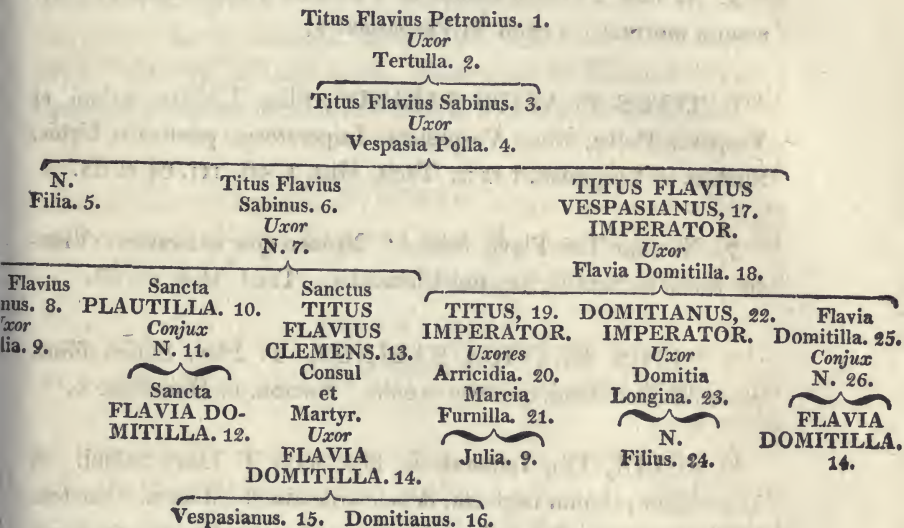 Titus Flavius Petronius. 1.
Uxor
Tertulla. 2.
Titus Flavius Sabinus. 3.
Uxor
Vespasia Polla. 4.
N.
Filia. 5.
Titus Flavius
Sabinus. 6.
Uxor
N. 7.
TITUS FLAVIUS
VESPASIANUS, 17.
IMPERATOR.
Uxor
Flavia Domitilla. 18.
Flavius
nus. 8.
xor
lia. 9.
Sancta
PLAUTILLA. 10.
Conjux
N. 11.
Sancta
FLAVIA DO-
MITILLA. 12.
Sanctus
TITUS
FLAVIUS
CLEMENS. 13.
Consul
et
Martyr.
Uxor
FLAVIA
DOMITILLA. 14.
Vespasianus. 15. Domitianus. 16.
TITUS, 19.
IMPERATOR.
Uxores
Arricidia. 20.
Marcia
Furnilla. 21.
Julia. 9.
DOMITIANUS, 22.
IMPERATOR.
Uxor
Domitia
Longina. 23.
N.
Filius. 24.
Flavia
Domitilla. 25.
Conjux
N. 26.
FLAVIA
DOMITILLA.
14.